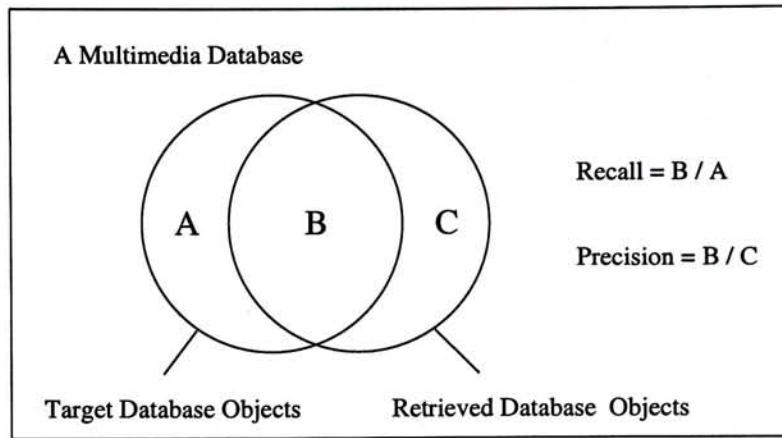 A Multimedia Database
A
B
C
Recall = B / A
Precision = B / C
Target Database Objects
Retrieved Database Objects